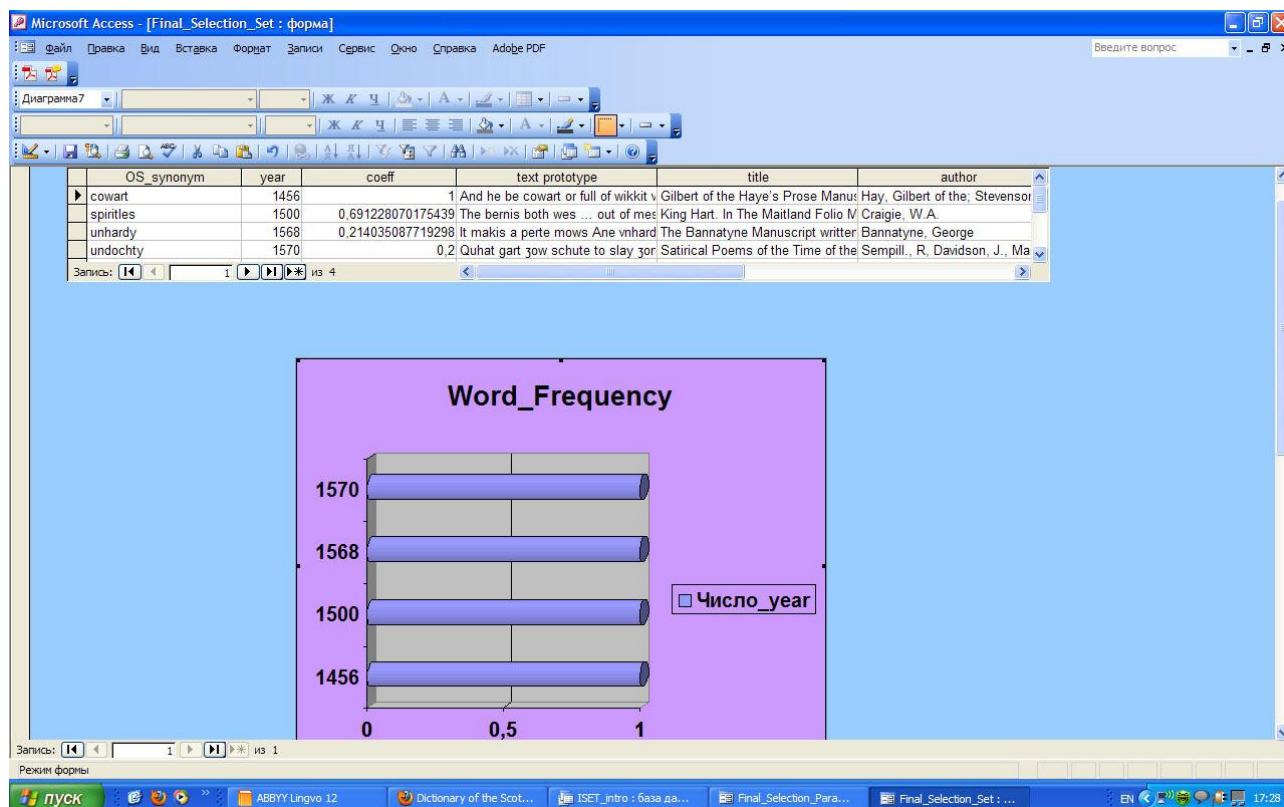 Microsoft Access - [Final_Selection_Set : форма]
Файл Правка Вид Вставка Формат Записи Сервис Окно Справка Adobe PDF Введите вопрос
Диаграмма7 Ж К Ч
Ж К Ч
OS_synonym year coeff text prototype title author
cowart 1456 1 And he be cowart or full of wikkit v Gilbert of the Haye's Prose Manus Hay, Gilbert of the; Stevenson
spiritles 1500 0,691228070175439 The bernis both wes ... out of mes King Hart. In The Maitland Folio M Craigie, W.A.
unhardy 1568 0,214035087719298 It makis a perte mows Ane vnhard The Bannatyne Manuscript written Bannatyne, George
undochty 1570 0,2 Quhat gart ȝow schute to slay ȝor Satirical Poems of the Time of the Sempill., R, Davidson, J., Ma
Запись: 1 из 4
Word_Frequency
1570
1568
1500
1456
0 0,5 1
Число_year
Запись: 1 из 1
Режим формы
пуск ABBYY Lingvo 12 Dictionary of the Scot... ISET_intro : база да... Final_Selection_Para... Final_Selection_Set : ... EN 17:28